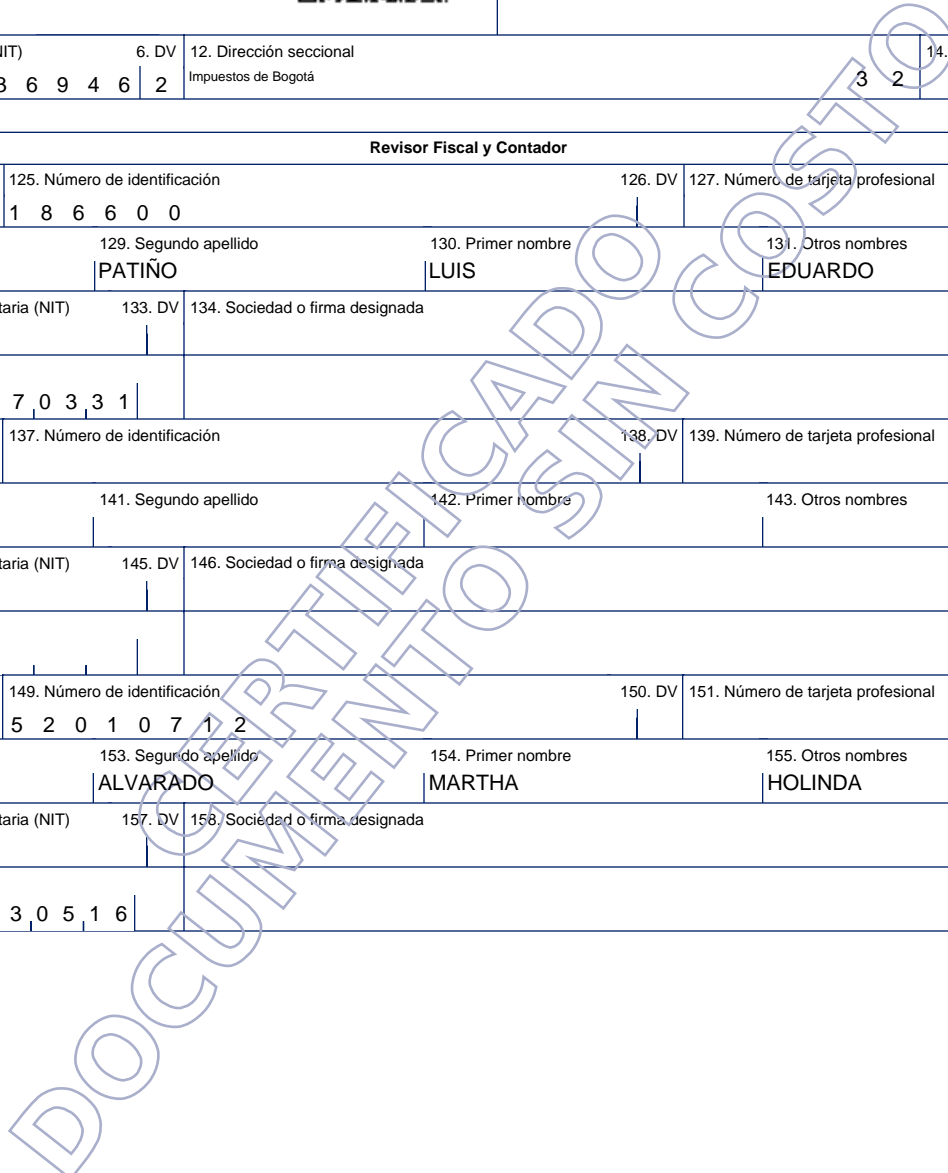 NIT) 6. DV 12. Dirección seccional 14.
3 6 9 4 6 2 Impuestos de Bogotá 3 2
Revisor Fiscal y Contador
125. Número de identificación 126. DV 127. Número de tarjeta profesional
1 8 6 6 0 0
129. Segundo apellido 130. Primer nombre 131. Otros nombres
PATIÑO LUIS EDUARDO
taria (NIT) 133. DV 134. Sociedad o firma designada
7 0 3 3 1
137. Número de identificación 138. DV 139. Número de tarjeta profesional
141. Segundo apellido 142. Primer nombre 143. Otros nombres
taria (NIT) 145. DV 146. Sociedad o firma designada
149. Número de identificación 150. DV 151. Número de tarjeta profesional
5 2 0 1 0 7 1 2
153. Segundo apellido 154. Primer nombre 155. Otros nombres
ALVARADO MARTHA HOLINDA
taria (NIT) 157. DV 158. Sociedad o firma designada
3 0 5 1 6
CERTIFICADO
DOCUMENTO SIN COSTO